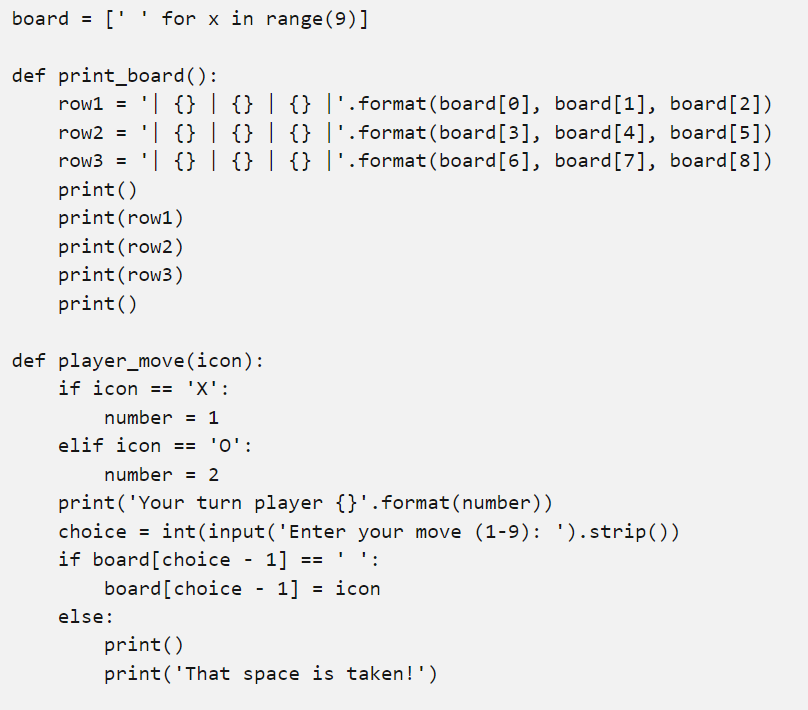 board = [' ' for x in range(9)]

def print_board():
    row1 = '| {} | {} | {} |'.format(board[0], board[1], board[2])
    row2 = '| {} | {} | {} |'.format(board[3], board[4], board[5])
    row3 = '| {} | {} | {} |'.format(board[6], board[7], board[8])
    print()
    print(row1)
    print(row2)
    print(row3)
    print()

def player_move(icon):
    if icon == 'X':
        number = 1
    elif icon == 'O':
        number = 2
    print('Your turn player {}'.format(number))
    choice = int(input('Enter your move (1-9): ').strip())
    if board[choice - 1] == ' ':
        board[choice - 1] = icon
    else:
        print()
        print('That space is taken!')